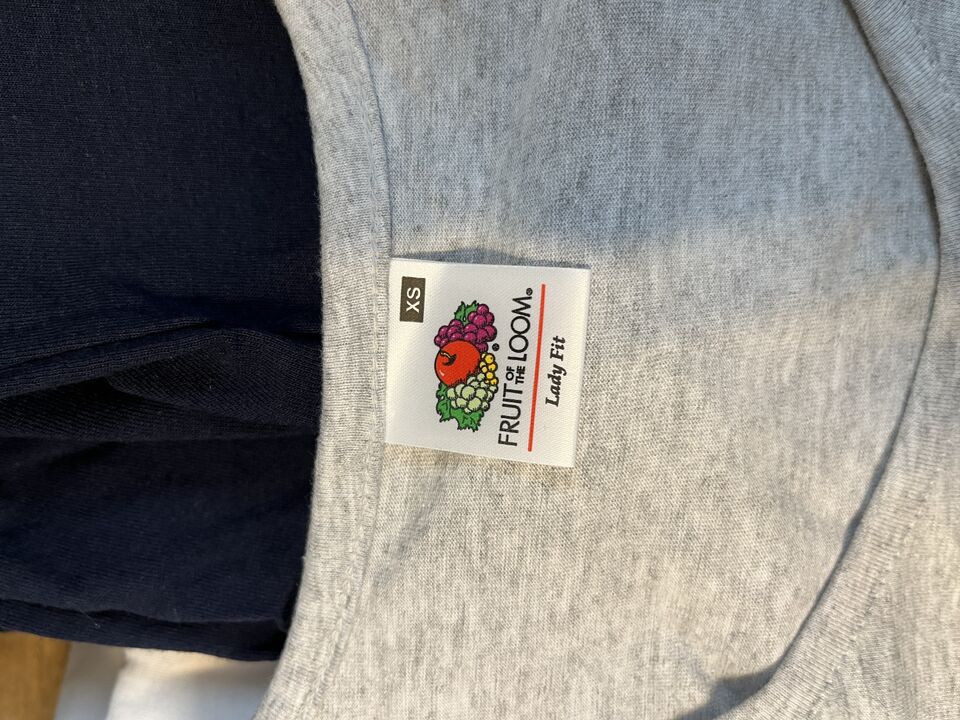 XS
®
FRUIT OF THE LOOM®
Lady Fit